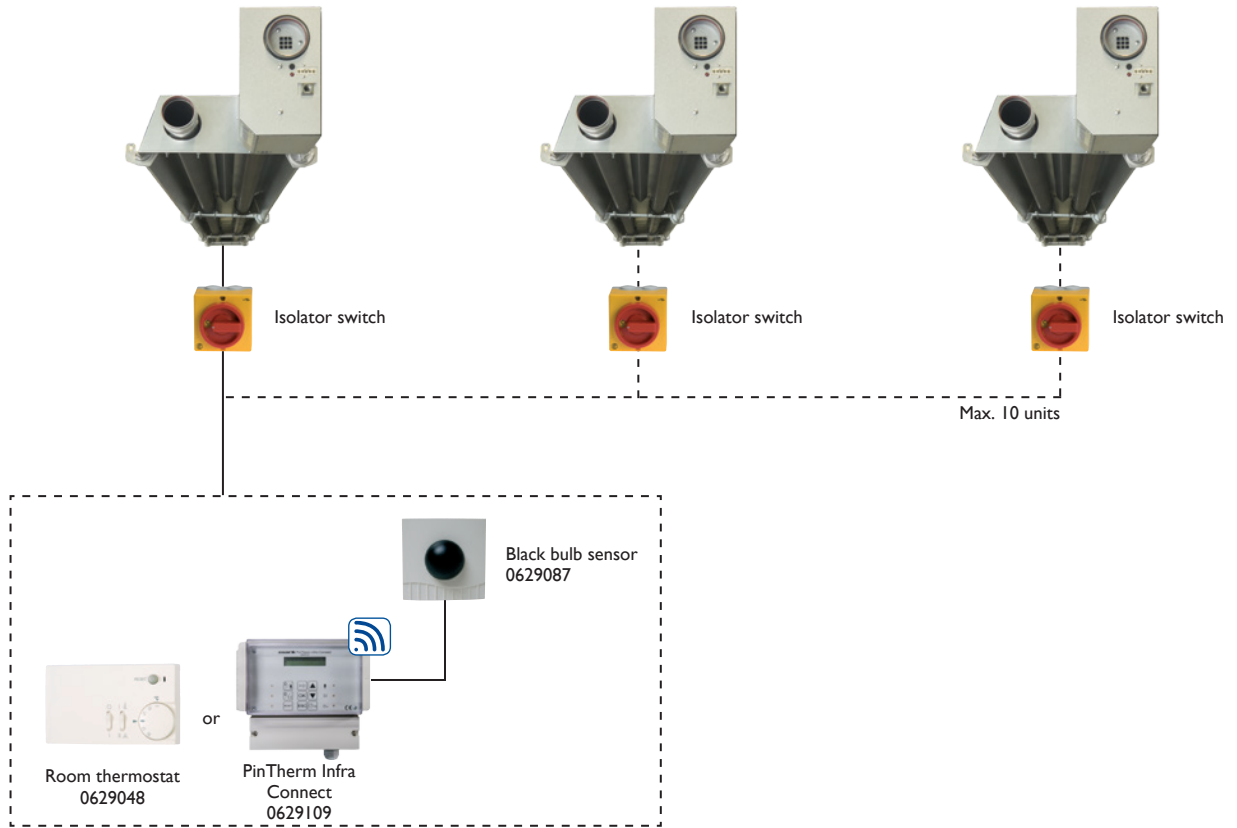 Isolator switch
Isolator switch
Isolator switch
Max. 10 units
Black bulb sensor
0629087
or
Room thermostat
0629048
PinTherm Infra
Connect
0629109